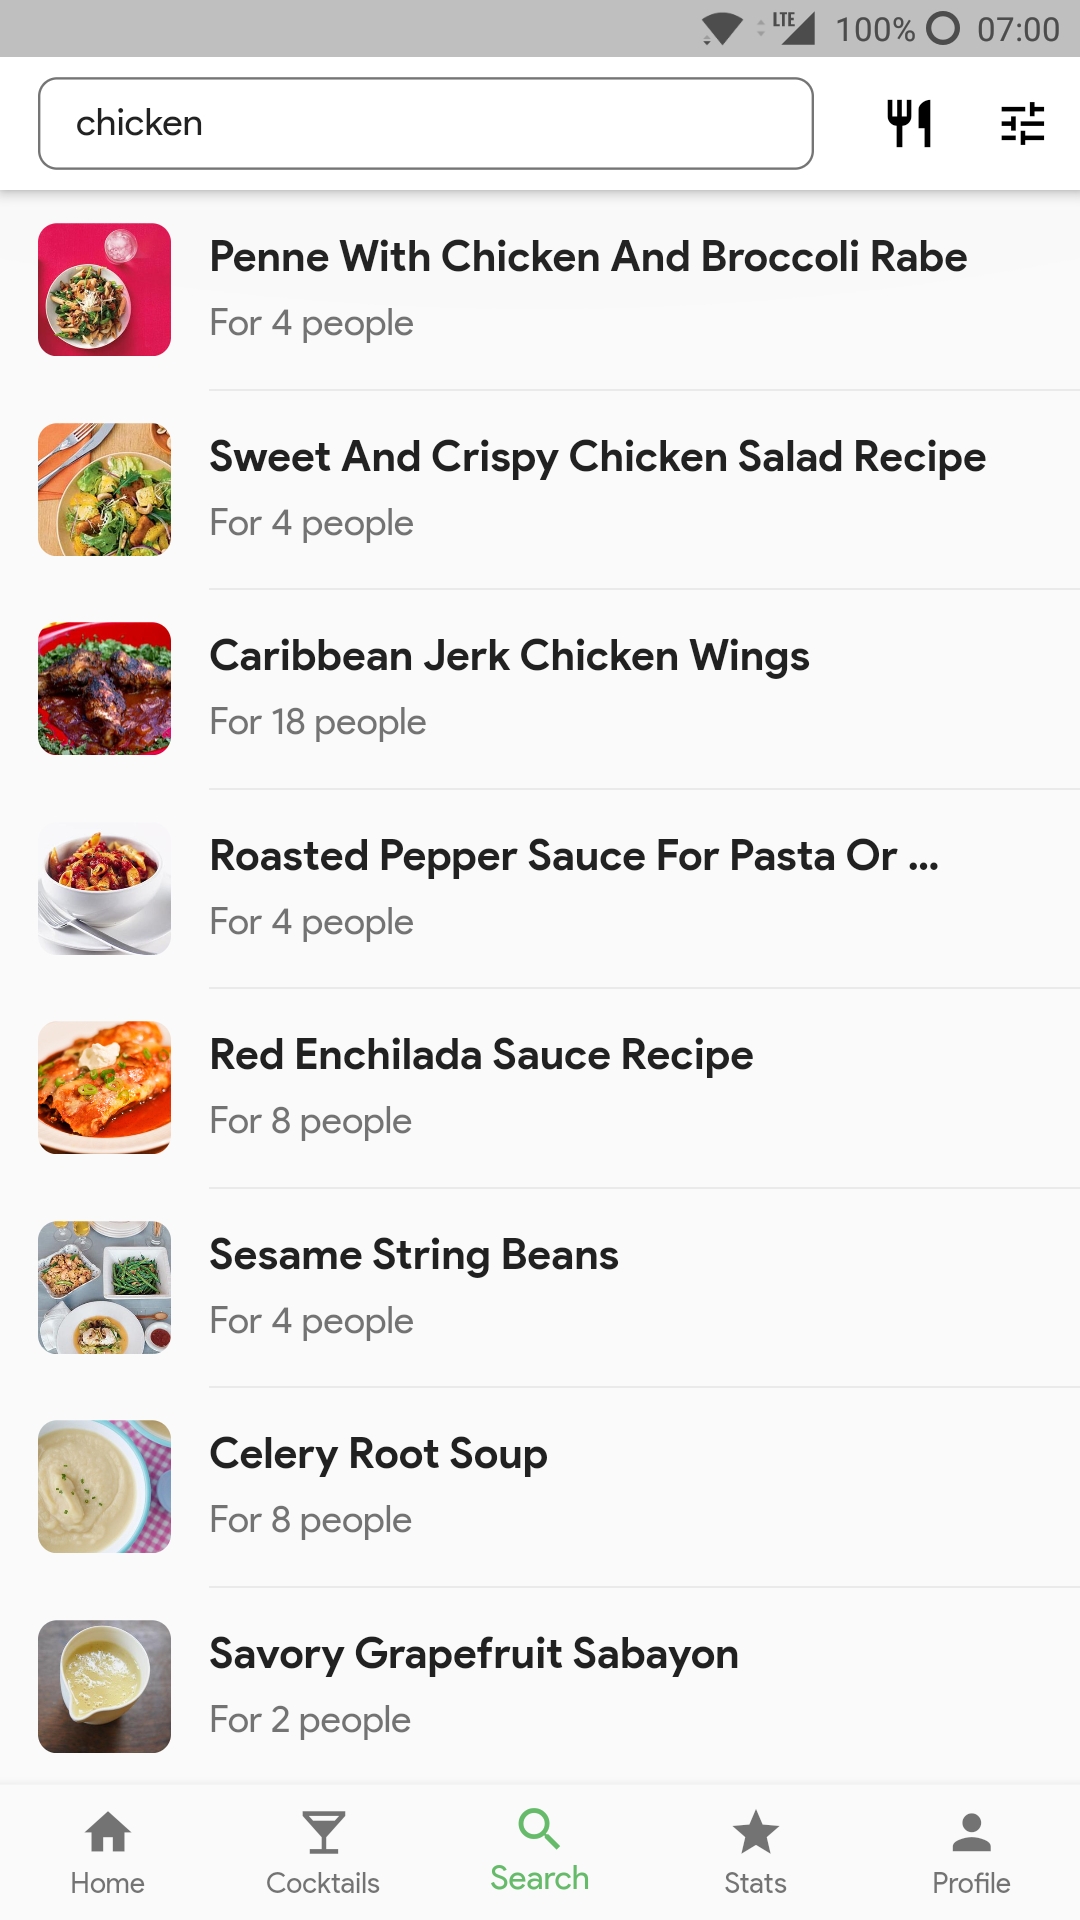 LTE 100% 07:00
chicken
Penne With Chicken And Broccoli Rabe
For 4 people
Sweet And Crispy Chicken Salad Recipe
For 4 people
Caribbean Jerk Chicken Wings
For 18 people
Roasted Pepper Sauce For Pasta Or ...
For 4 people
Red Enchilada Sauce Recipe
For 8 people
Sesame String Beans
For 4 people
Celery Root Soup
For 8 people
Savory Grapefruit Sabayon
For 2 people
Home Cocktails Search Stats Profile